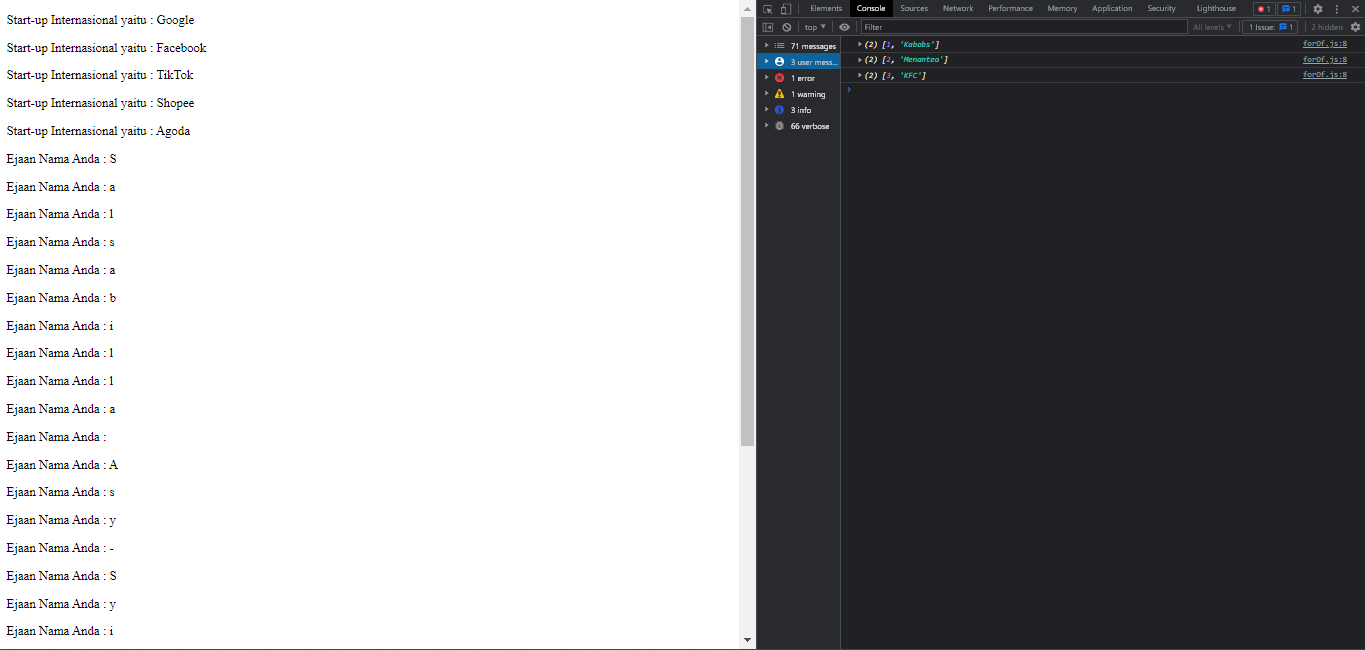 Start-up Internasional yaitu : Google
Start-up Internasional yaitu : Facebook
Start-up Internasional yaitu : TikTok
Start-up Internasional yaitu : Shopee
Start-up Internasional yaitu : Agoda
Ejaan Nama Anda : S
Ejaan Nama Anda : a
Ejaan Nama Anda : l
Ejaan Nama Anda : s
Ejaan Nama Anda : a
Ejaan Nama Anda : b
Ejaan Nama Anda : i
Ejaan Nama Anda : l
Ejaan Nama Anda : l
Ejaan Nama Anda : a
Ejaan Nama Anda :
Ejaan Nama Anda : A
Ejaan Nama Anda : s
Ejaan Nama Anda : y
Ejaan Nama Anda : -
Ejaan Nama Anda : S
Ejaan Nama Anda : y
Ejaan Nama Anda : i
Elements Console Sources Network Performance Memory Application Security Lighthouse 1 1
top Filter All levels 1 Issue: 1 2 hidden
71 messages
3 user mess...
1 error
1 warning
3 info
66 verbose
(2) [1, 'Kabobs'] forOf.js:8
(2) [2, 'Menantea'] forOf.js:8
(2) [3, 'KFC'] forOf.js:8